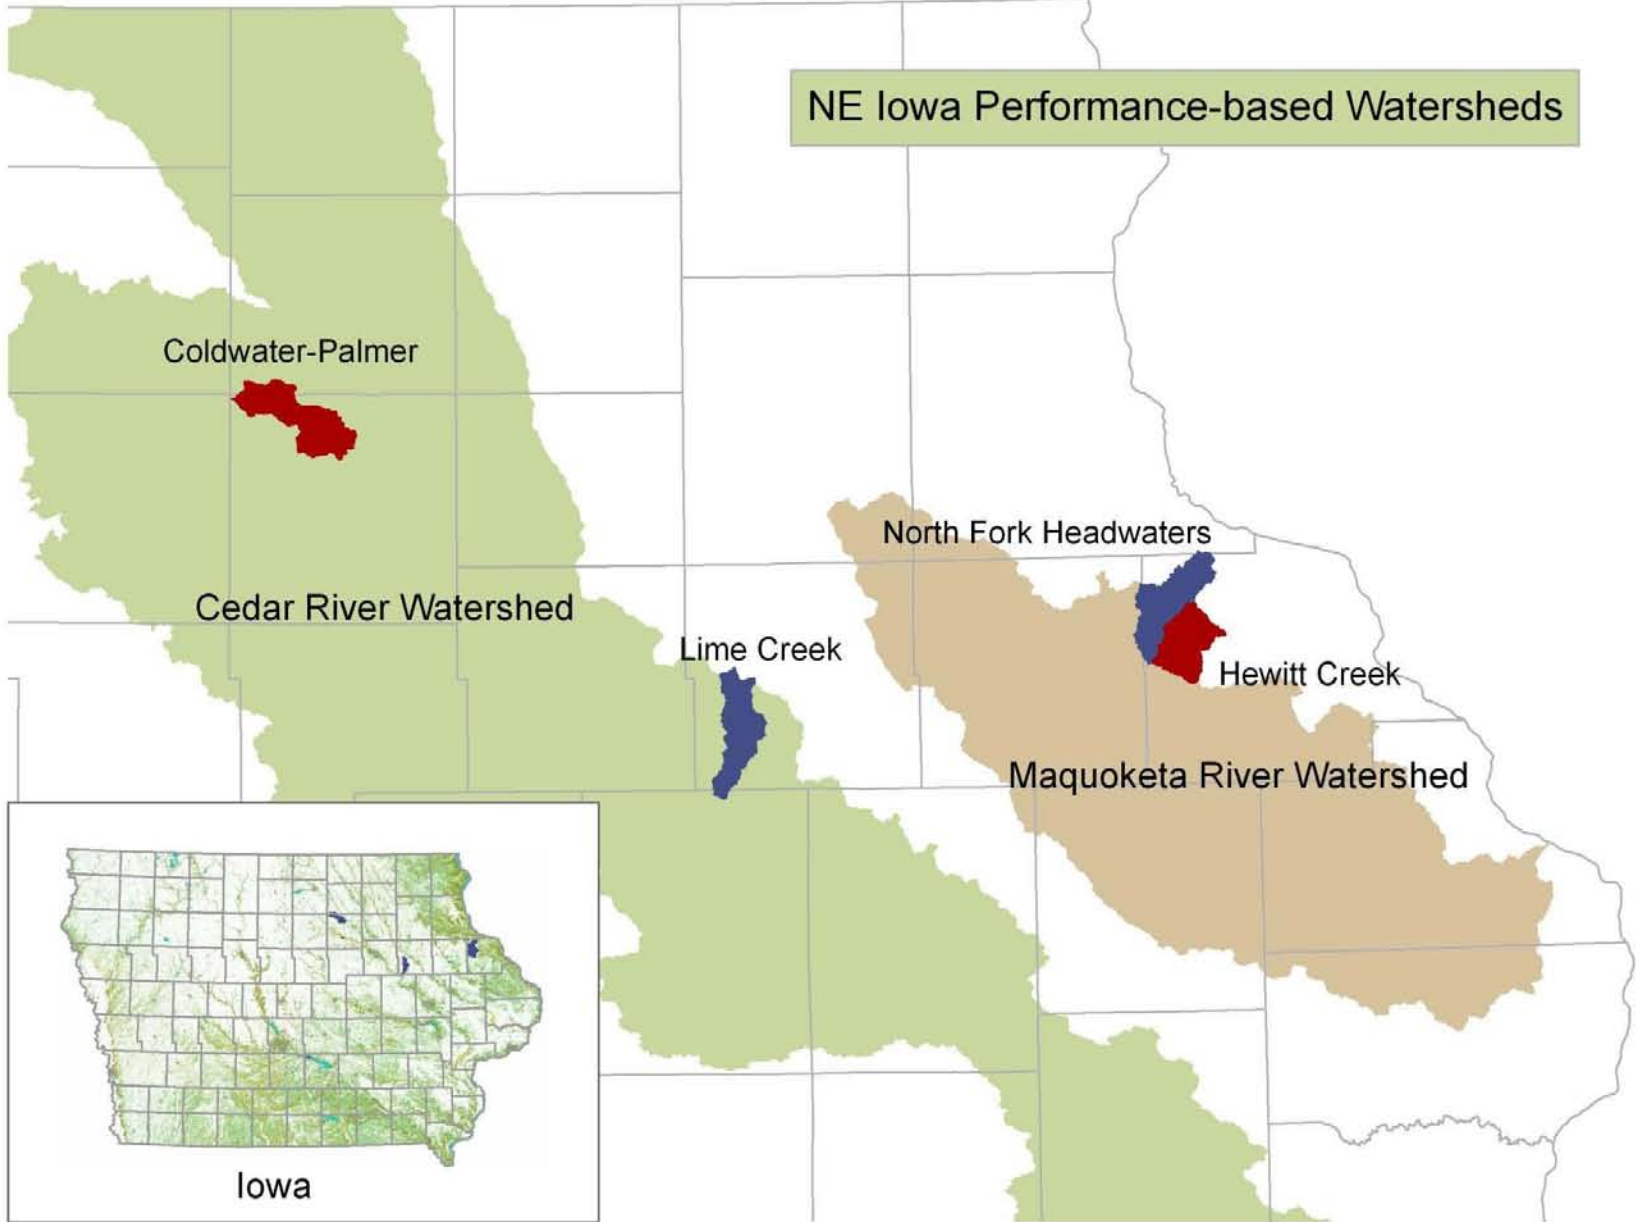 NE Iowa Performance-based Watersheds
Coldwater-Palmer
North Fork Headwaters
Cedar River Watershed
Lime Creek
Hewitt Creek
Maquoketa River Watershed
Iowa